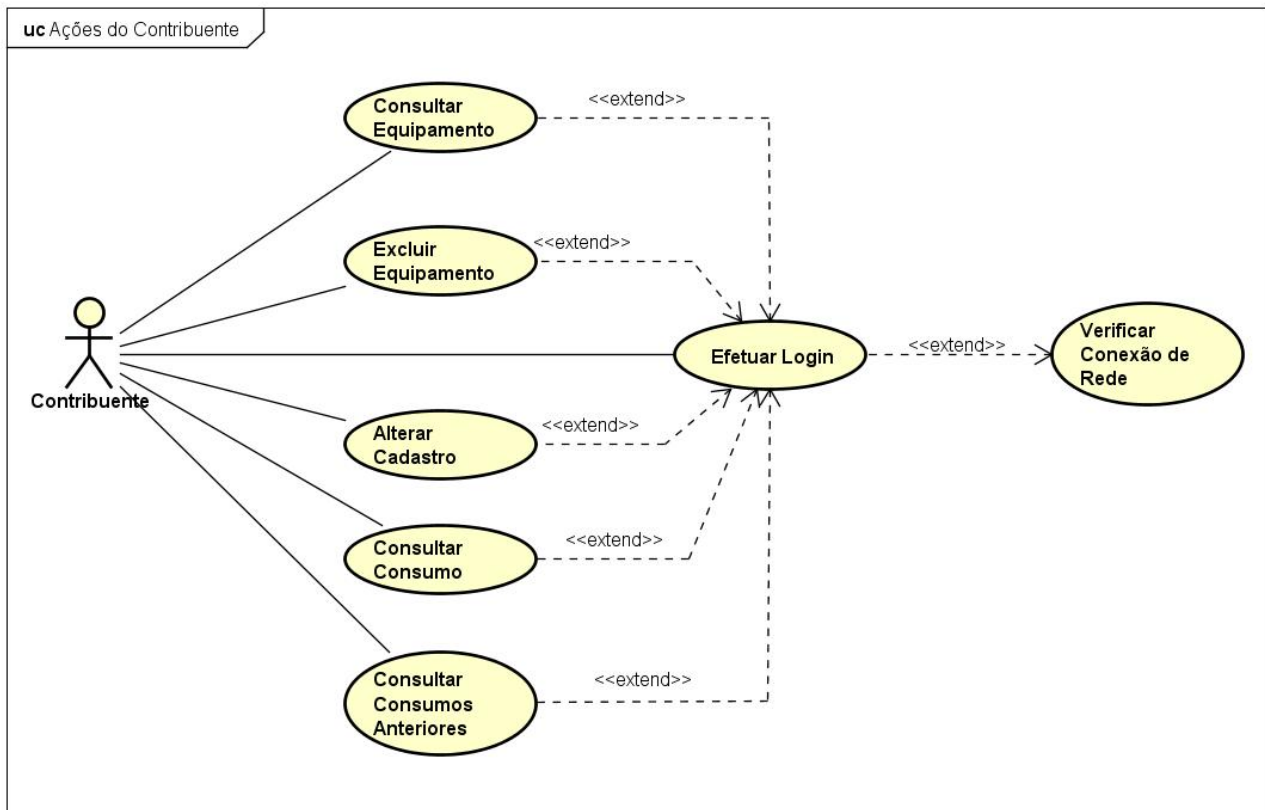 uc Ações do Contribuente
Consultar
Equipamento
<<extend>>
Excluir
Equipamento
<<extend>>
Contribuente
Efetuar Login
<<extend>>
Verificar
Conexão de
Rede
Alterar
Cadastro
<<extend>>
Consultar
Consumo
<<extend>>
Consultar
Consumos
Anteriores
<<extend>>